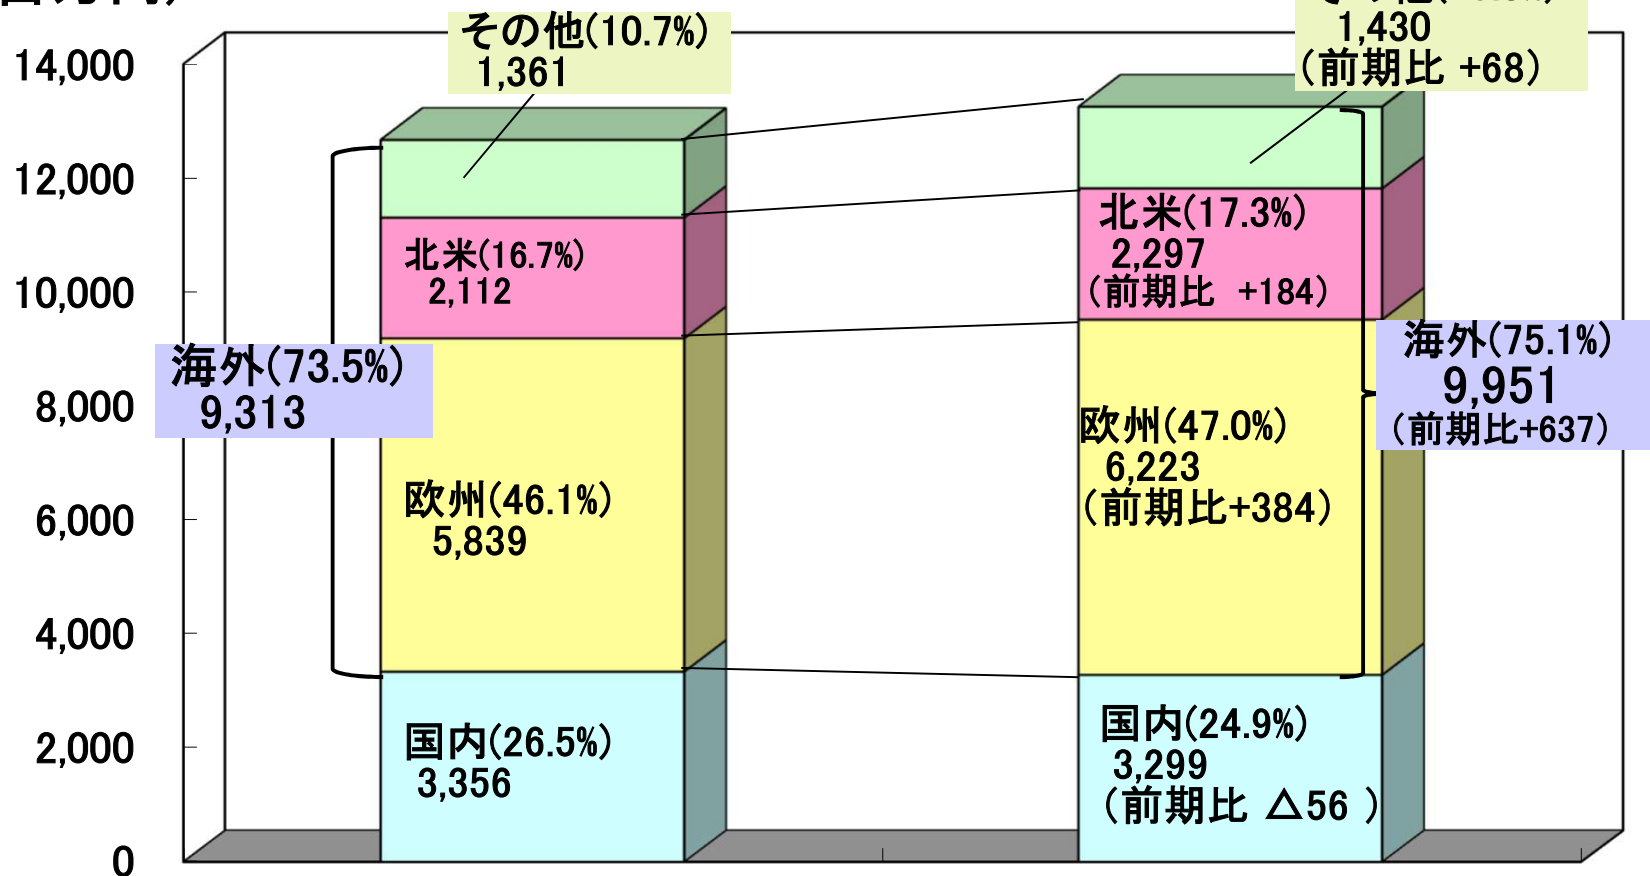 その他(10.7%)
1,361
1,430
(前期比 +68)
14,000
12,000
10,000
8,000
6,000
4,000
2,000
0
北米(16.7%)
2,112
海外(73.5%)
9,313
欧州(46.1%)
5,839
国内(26.5%)
3,356
北米(17.3%)
2,297
(前期比 +184)
海外(75.1%)
9,951
(前期比+637)
欧州(47.0%)
6,223
(前期比+384)
国内(24.9%)
3,299
(前期比 △56 )